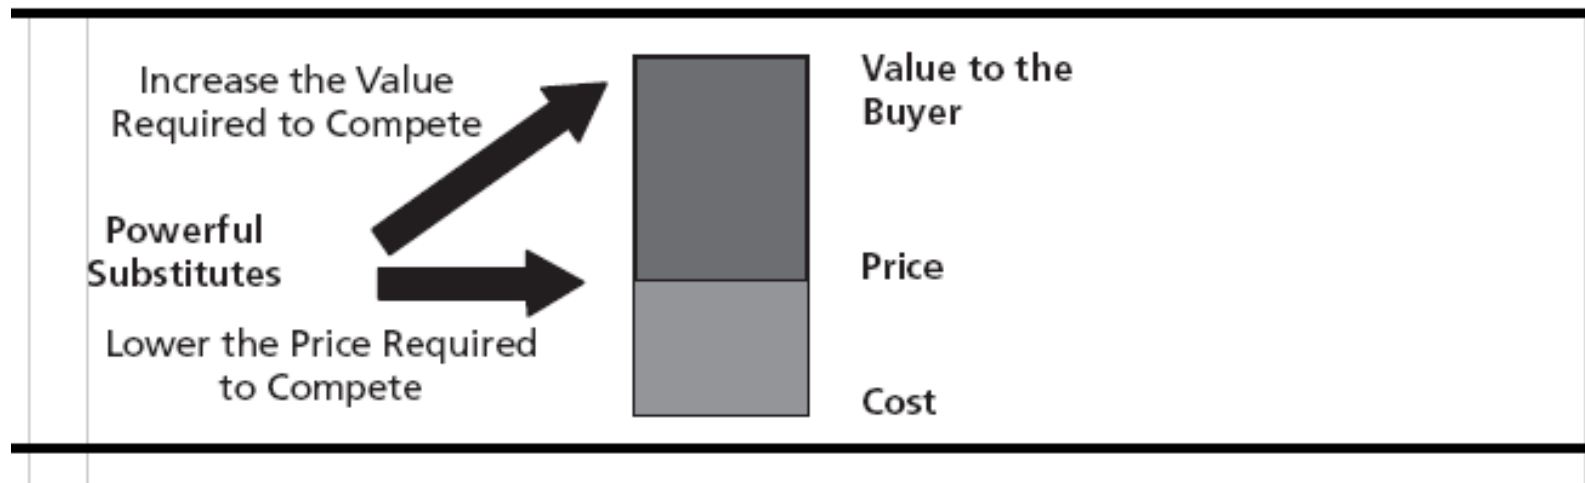 Increase the Value
Required to Compete
Powerful
Substitutes
Lower the Price Required
to Compete
Value to the
Buyer
Price
Cost